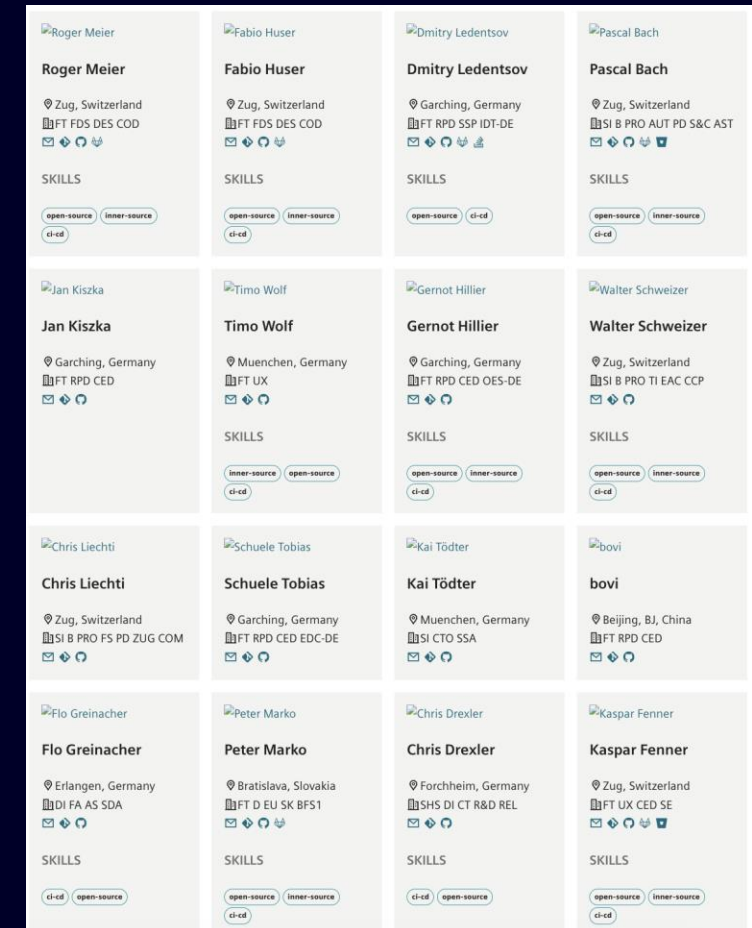 Roger Meier
Roger Meier
Zug, Switzerland
FT FDS DES COD
SKILLS
open-source inner-source
ci-cd
Fabio Huser
Fabio Huser
Zug, Switzerland
FT FDS DES COD
SKILLS
open-source inner-source
ci-cd
Dmitry Ledentsov
Dmitry Ledentsov
Garching, Germany
FT RPD SSP IDT-DE
SKILLS
open-source ci-cd
Pascal Bach
Pascal Bach
Zug, Switzerland
SI B PRO AUT PD S&C AST
SKILLS
open-source inner-source
ci-cd
Jan Kiszka
Jan Kiszka
Garching, Germany
FT RPD CED
Timo Wolf
Timo Wolf
Muenchen, Germany
FT UX
SKILLS
inner-source open-source
ci-cd
Gernot Hillier
Gernot Hillier
Garching, Germany
FT RPD CED OES-DE
SKILLS
open-source inner-source
ci-cd
Walter Schweizer
Walter Schweizer
Zug, Switzerland
SI B PRO TI EAC CCP
SKILLS
open-source inner-source
ci-cd
Chris Liechti
Chris Liechti
Zug, Switzerland
SI B PRO FS PD ZUG COM
Schuele Tobias
Schuele Tobias
Garching, Germany
FT RPD CED EDC-DE
Kai Tödter
Kai Tödter
Muenchen, Germany
SI CTO SSA
bovi
bovi
Beijing, BJ, China
FT RPD CED
Flo Greinacher
Flo Greinacher
Erlangen, Germany
DI FA AS SDA
SKILLS
ci-cd open-source
Peter Marko
Peter Marko
Bratislava, Slovakia
FT D EU SK BFS1
SKILLS
open-source inner-source
ci-cd
Chris Drexler
Chris Drexler
Forchheim, Germany
SHS DI CT R&D REL
SKILLS
ci-cd open-source
Kaspar Fenner
Kaspar Fenner
Zug, Switzerland
FT UX CED SE
SKILLS
open-source inner-source
ci-cd